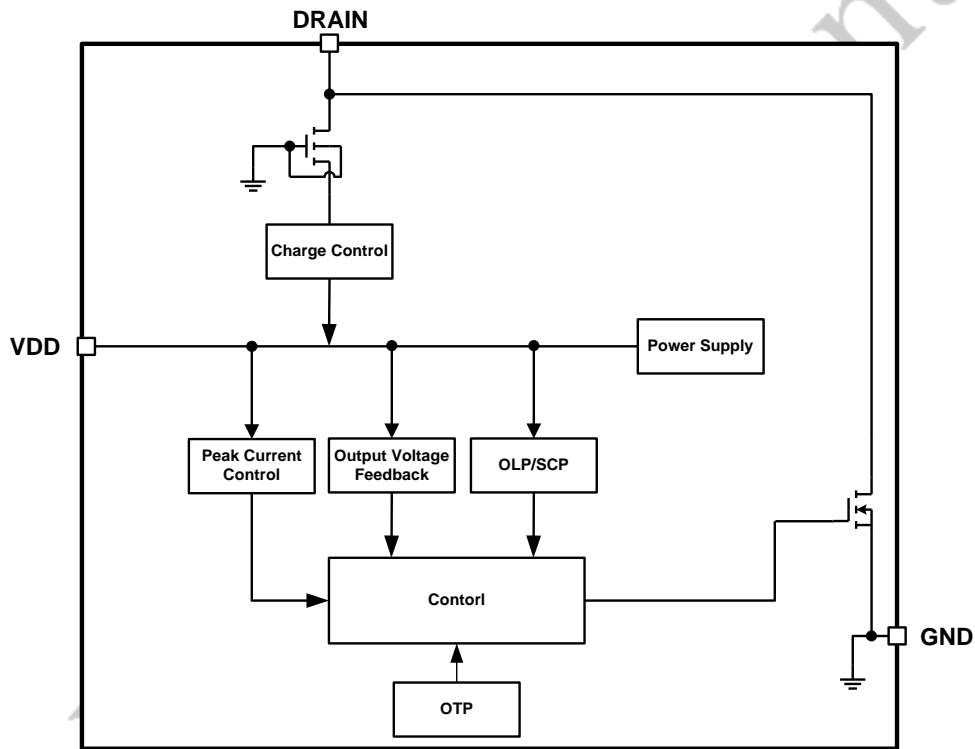 DRAIN
Charge Control
VDD
Power Supply
Peak Current
Control
Output Voltage
Feedback
OLP/SCP
Contorl
GND
OTP